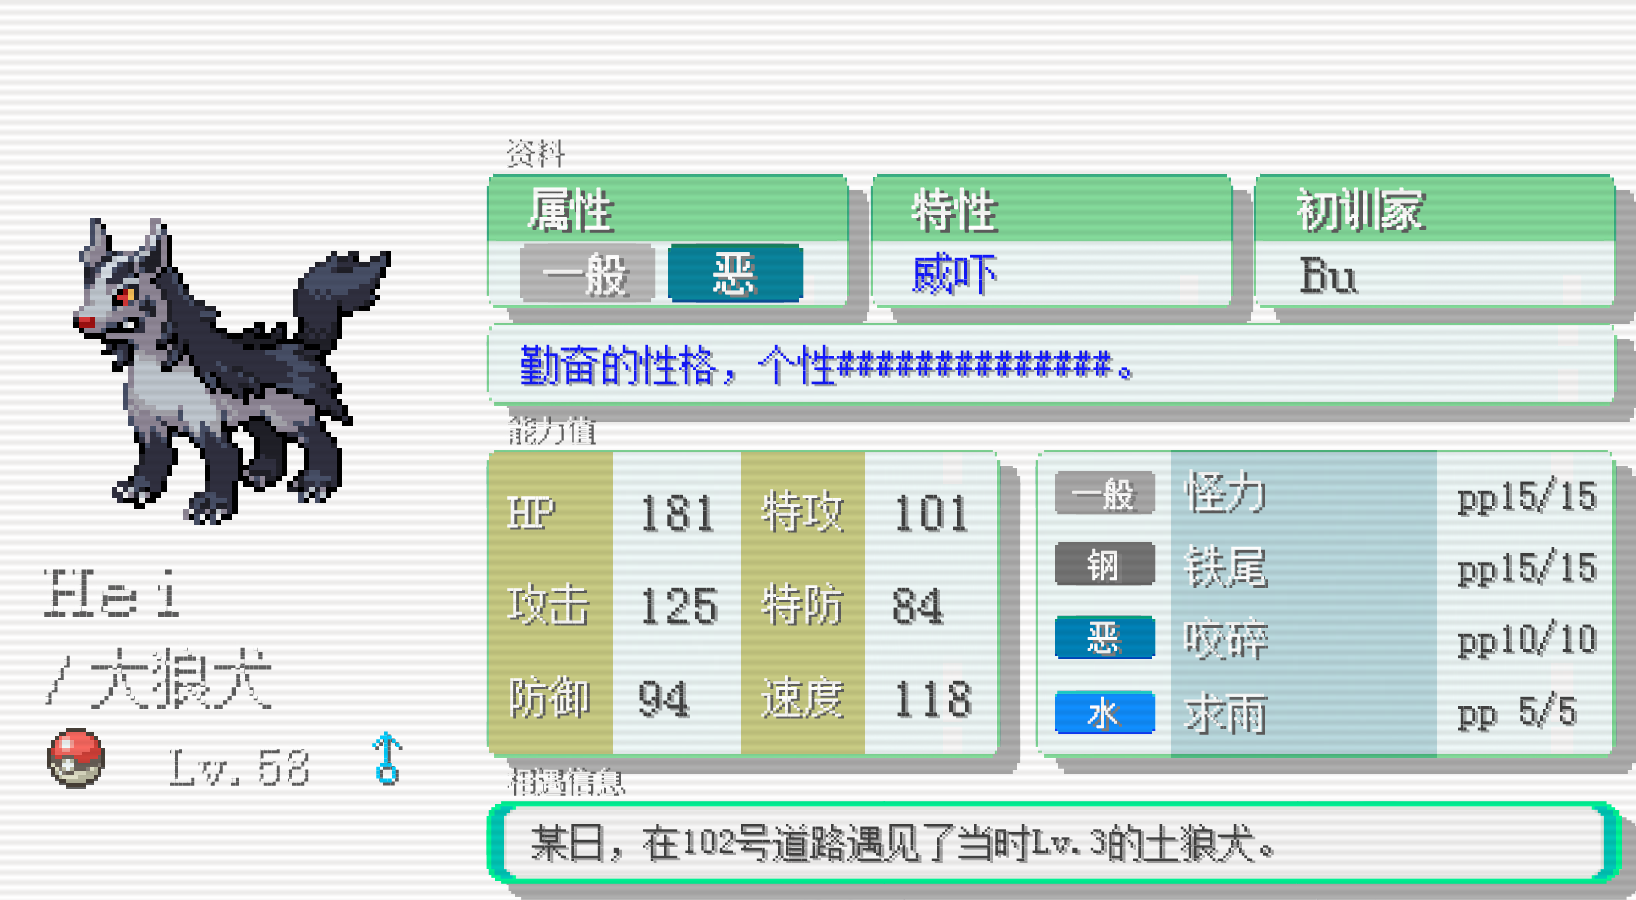 资料
属性 特性 初训家
一般 恶 威吓 Bu
勤奋的性格，个性##############。
能力值
HP 181 特攻 101
攻击 125 特防 84
防御 94 速度 118
一般 怪力 pp15/15
钢 铁尾 pp15/15
恶 咬碎 pp10/10
水 求雨 pp 5/5
Hei
/大狼犬
Lv.58 ♂
相遇信息
某日，在102号道路遇见了当时Lv.3的土狼犬。